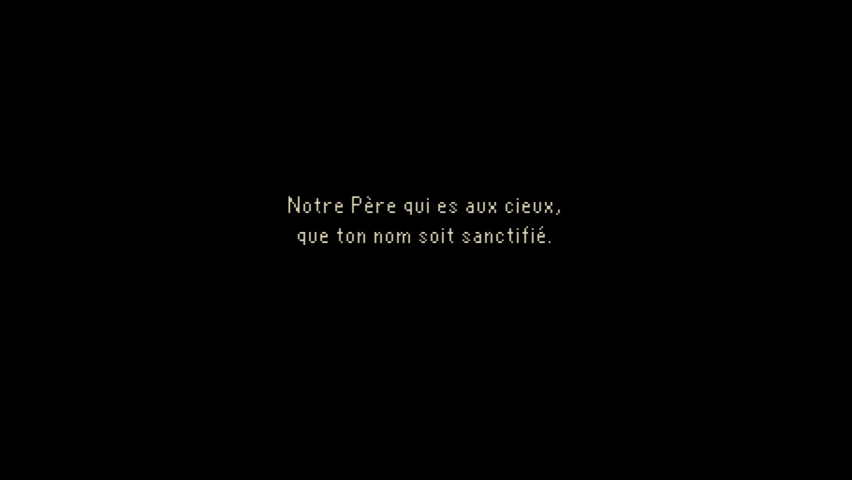 Notre Père qui es aux cieux,
que ton nom soit sanctifié.